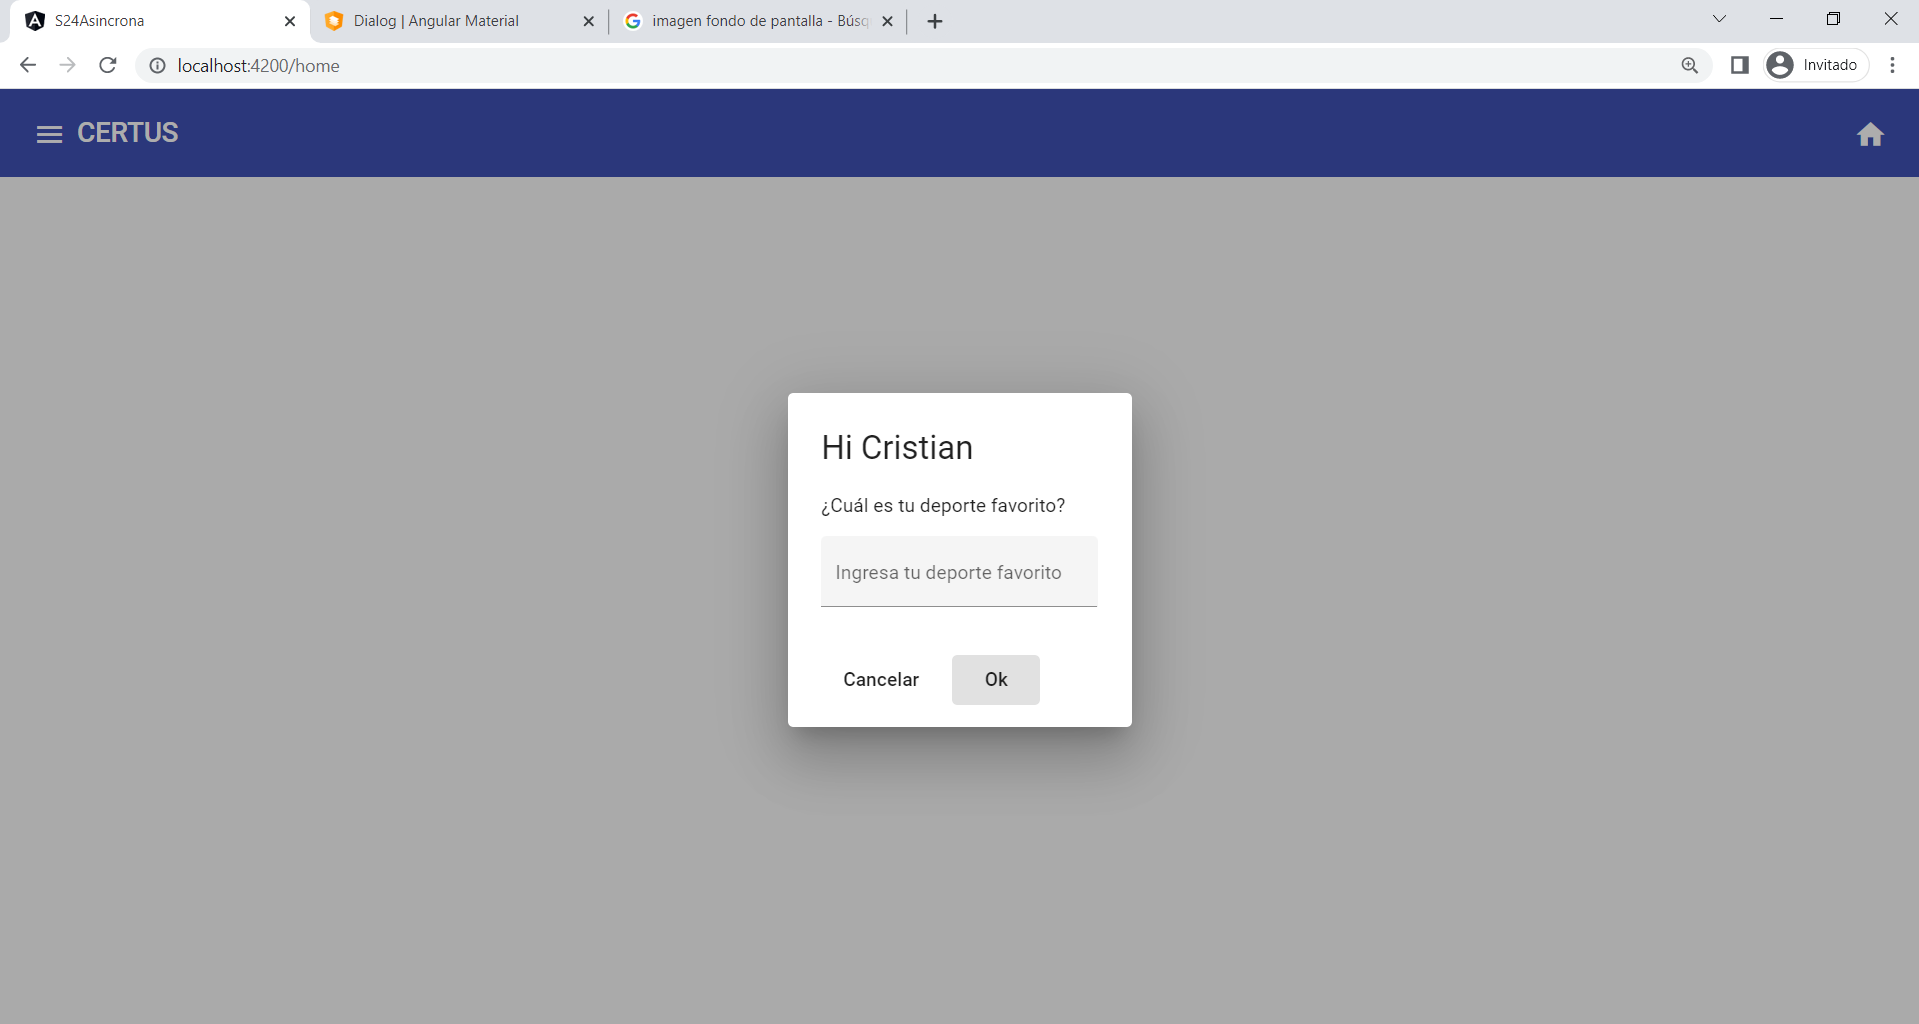 S24Asincrona
Dialog | Angular Material
imagen fondo de pantalla - Búsq
localhost:4200/home
Invitado
CERTUS
Hi Cristian
¿Cuál es tu deporte favorito?
Ingresa tu deporte favorito
Cancelar
Ok